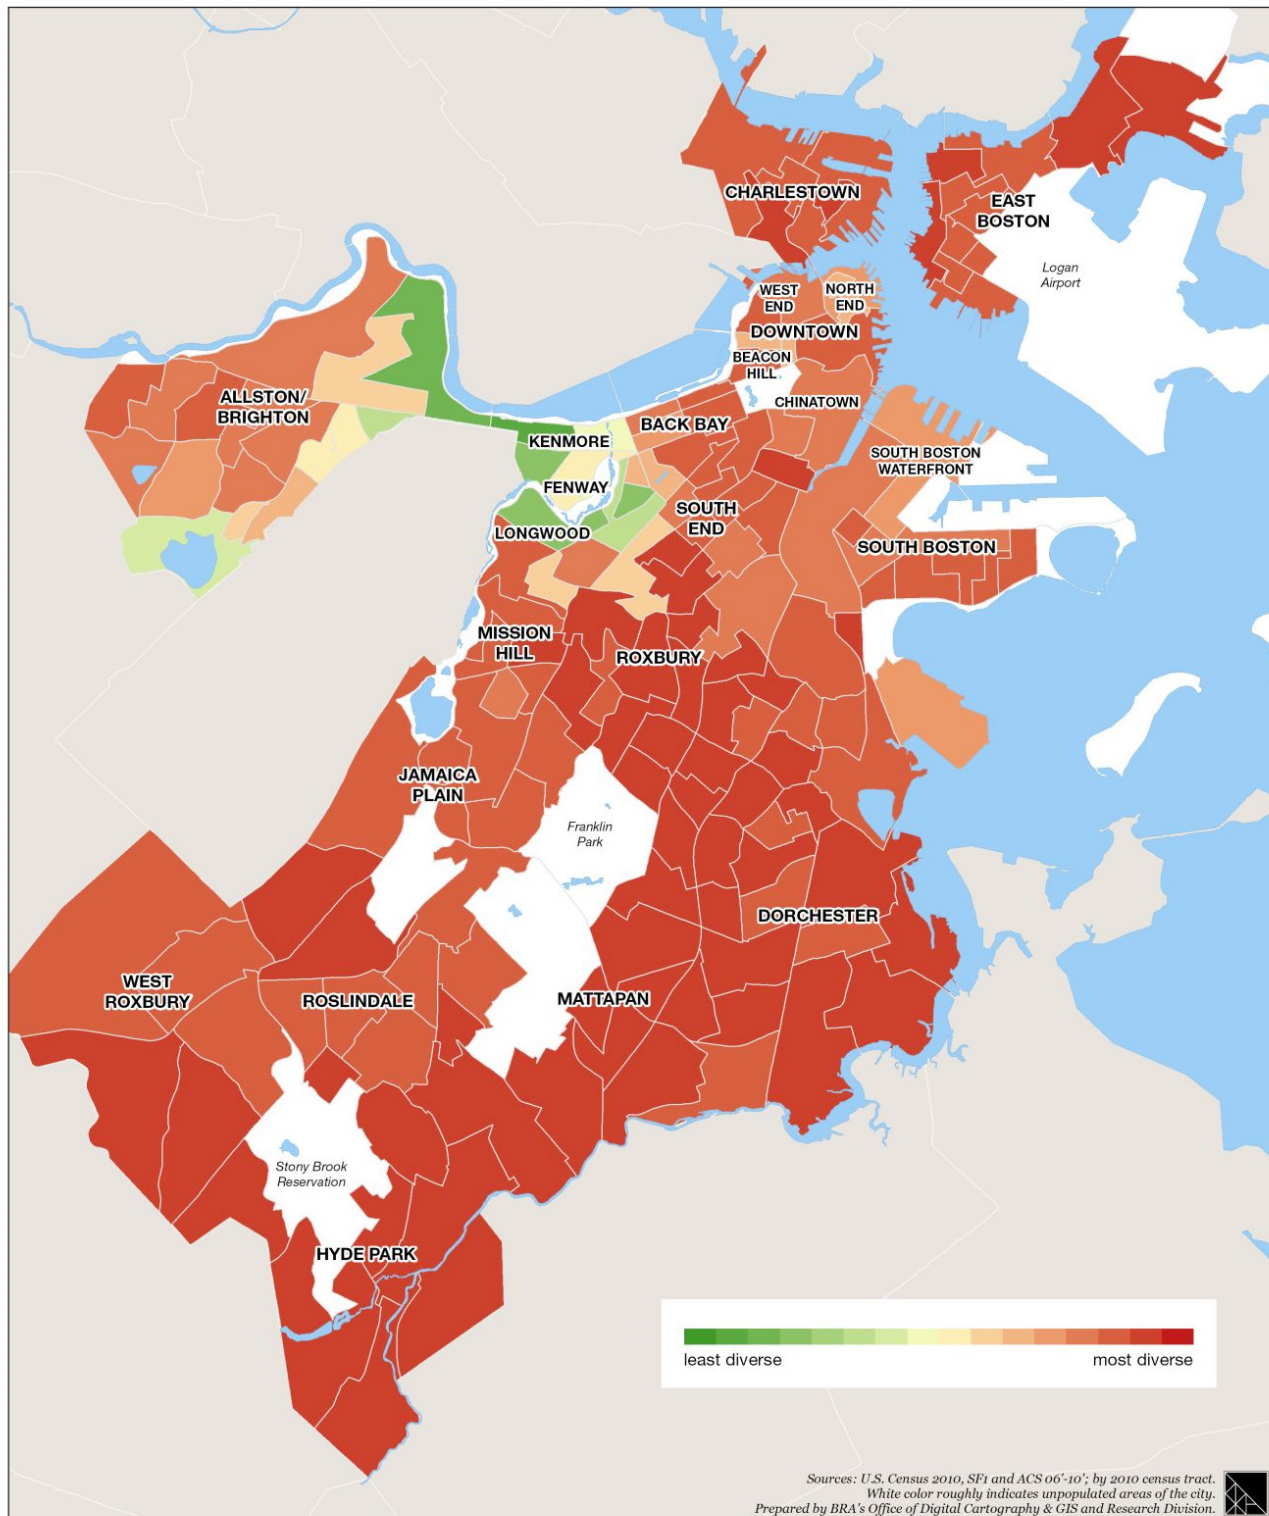 CHARLESTOWN
EAST
BOSTON
Logan
Airport
WEST
END
NORTH
END
DOWNTOWN
BEACON
HILL
CHINATOWN
ALLSTON/
BRIGHTON
BACK BAY
KENMORE
SOUTH BOSTON
WATERFRONT
FENWAY
SOUTH
END
LONGWOOD
SOUTH BOSTON
MISSION
HILL
ROXBURY
JAMAICA
PLAIN
Franklin
Park
DORCHESTER
WEST
ROXBURY
ROSLINDALE
MATTAPAN
Stony Brook
Reservation
HYDE PARK
least diverse
most diverse
Sources: U.S. Census 2010, SF1 and ACS 06'-10'; by 2010 census tract.
White color roughly indicates unpopulated areas of the city.
Prepared by BRA's Office of Digital Cartography & GIS and Research Division.